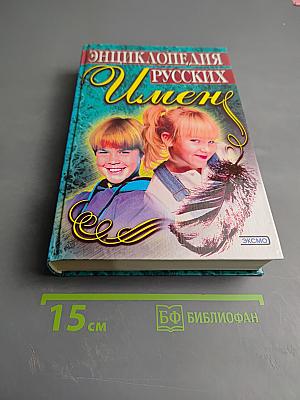 ЭНЦИКЛОПЕДИЯ
РУССКИХ
Имен
ЭКСМО
15 см
БФ БИБЛИОФАН